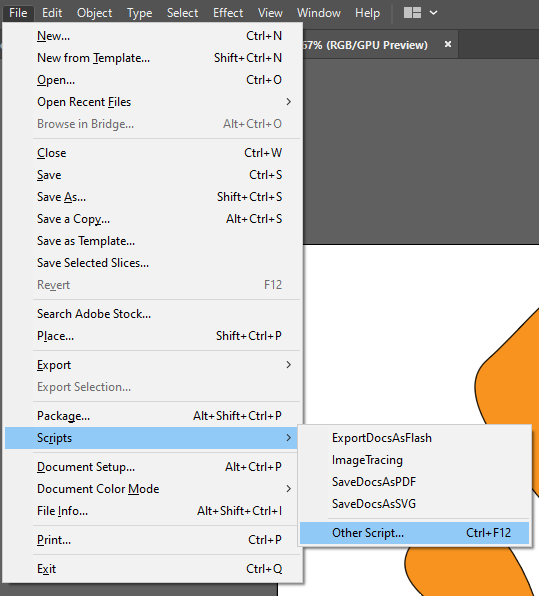 File Edit Object Type Select Effect View Window Help
67% (RGB/GPU Preview) ×
New... Ctrl+N
New from Template... Shift+Ctrl+N
Open... Ctrl+O
Open Recent Files
Browse in Bridge... Alt+Ctrl+O
Close Ctrl+W
Save Ctrl+S
Save As... Shift+Ctrl+S
Save a Copy... Alt+Ctrl+S
Save as Template...
Save Selected Slices...
Revert F12
Search Adobe Stock...
Place... Shift+Ctrl+P
Export
Export Selection...
Package... Alt+Shift+Ctrl+P
Scripts
ExportDocsAsFlash
ImageTracing
SaveDocsAsPDF
SaveDocsAsSVG
Other Script... Ctrl+F12
Document Setup... Alt+Ctrl+P
Document Color Mode
File Info... Alt+Shift+Ctrl+I
Print... Ctrl+P
Exit Ctrl+Q